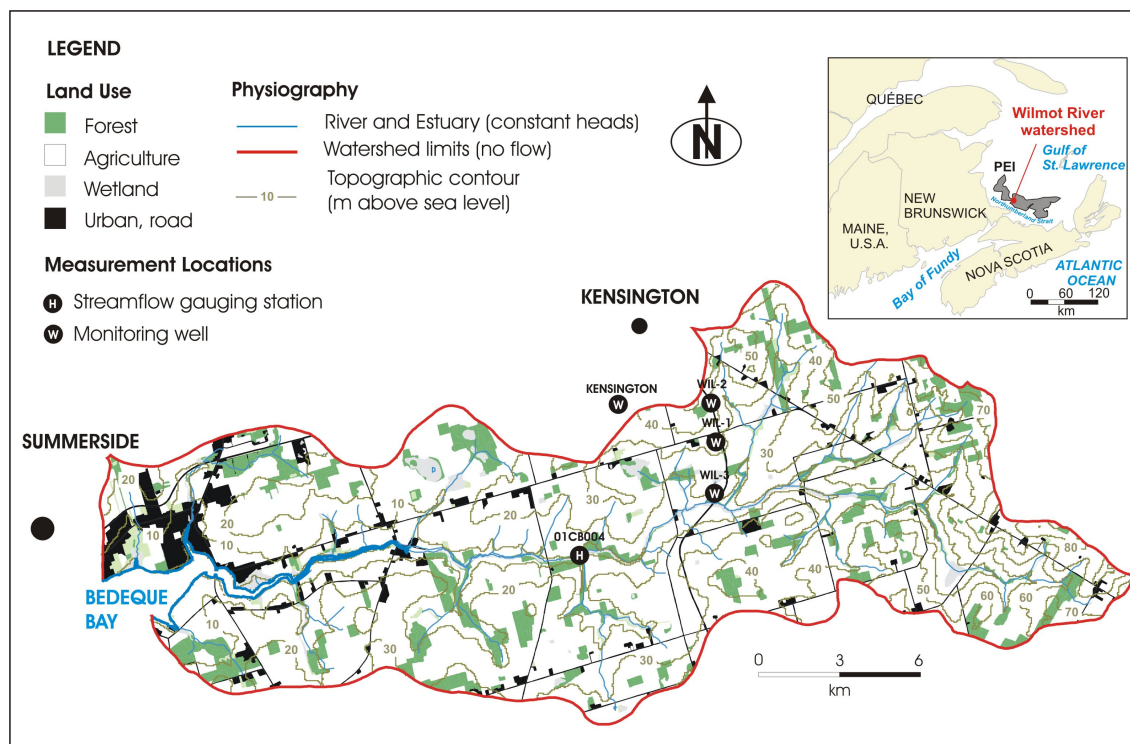 LEGEND
Land Use
Forest
Agriculture
Wetland
Urban, road
Physiography
River and Estuary (constant heads)
Watershed limits (no flow)
10
Topographic contour
(m above sea level)
Measurement Locations
H Streamflow gauging station
W Monitoring well
N
QUÉBEC
Wilmot River
watershed
Gulf of
St. Lawrence
PEI
NEW
BRUNSWICK
Northumberland Strait
MAINE,
U.S.A.
NOVA SCOTIA
Bay of Fundy
ATLANTIC
OCEAN
0 60 120
km
KENSINGTON
KENSINGTON
W
WIL-2
W
WIL-1
W
WIL-3
W
01CB004
H
SUMMERSIDE
BEDEQUE
BAY
50
40
50
40
70
30
30
20
10
20
20
10
10
10
20
30
20
30
40
40
50
60
60
70
80
0 3 6
km